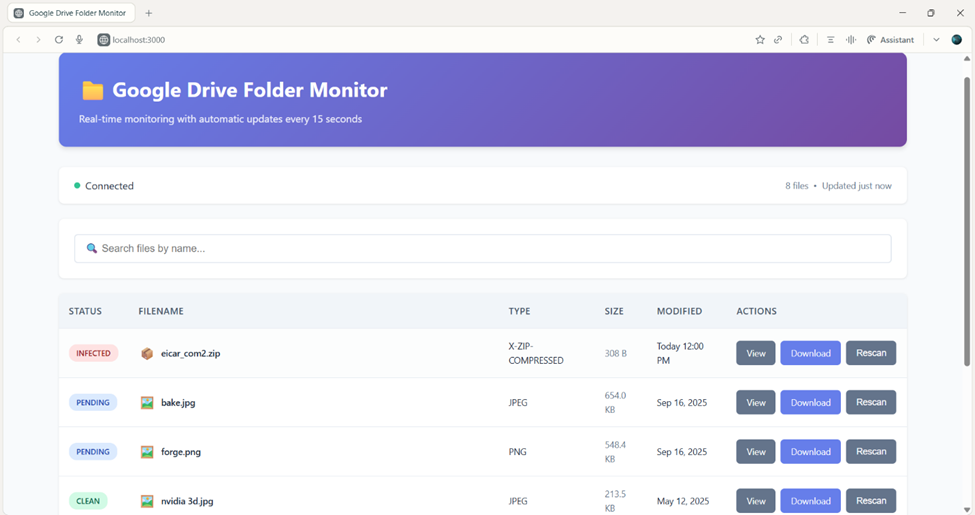 Google Drive Folder Monitor
localhost:3000
Assistant
Google Drive Folder Monitor
Real-time monitoring with automatic updates every 15 seconds
Connected
8 files • Updated just now
Search files by name...
STATUS FILENAME TYPE SIZE MODIFIED ACTIONS
INFECTED eicar_com2.zip X-ZIP-COMPRESSED 308 B Today 12:00 PM View Download Rescan
PENDING bake.jpg JPEG 654.0 KB Sep 16, 2025 View Download Rescan
PENDING forge.png PNG 548.4 KB Sep 16, 2025 View Download Rescan
CLEAN nvidia 3d.jpg JPEG 213.5 KB May 12, 2025 View Download Rescan